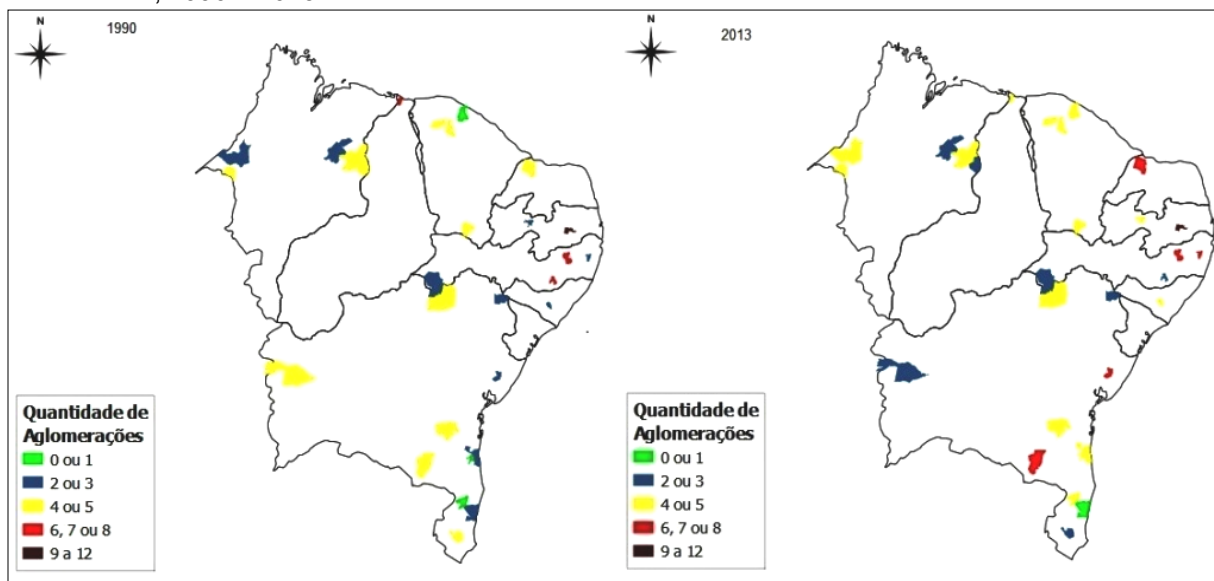 N
1990
Quantidade de
Aglomerações
0 ou 1
2 ou 3
4 ou 5
6, 7 ou 8
9 a 12
N
2013
Quantidade de
Aglomerações
0 ou 1
2 ou 3
4 ou 5
6, 7 ou 8
9 a 12